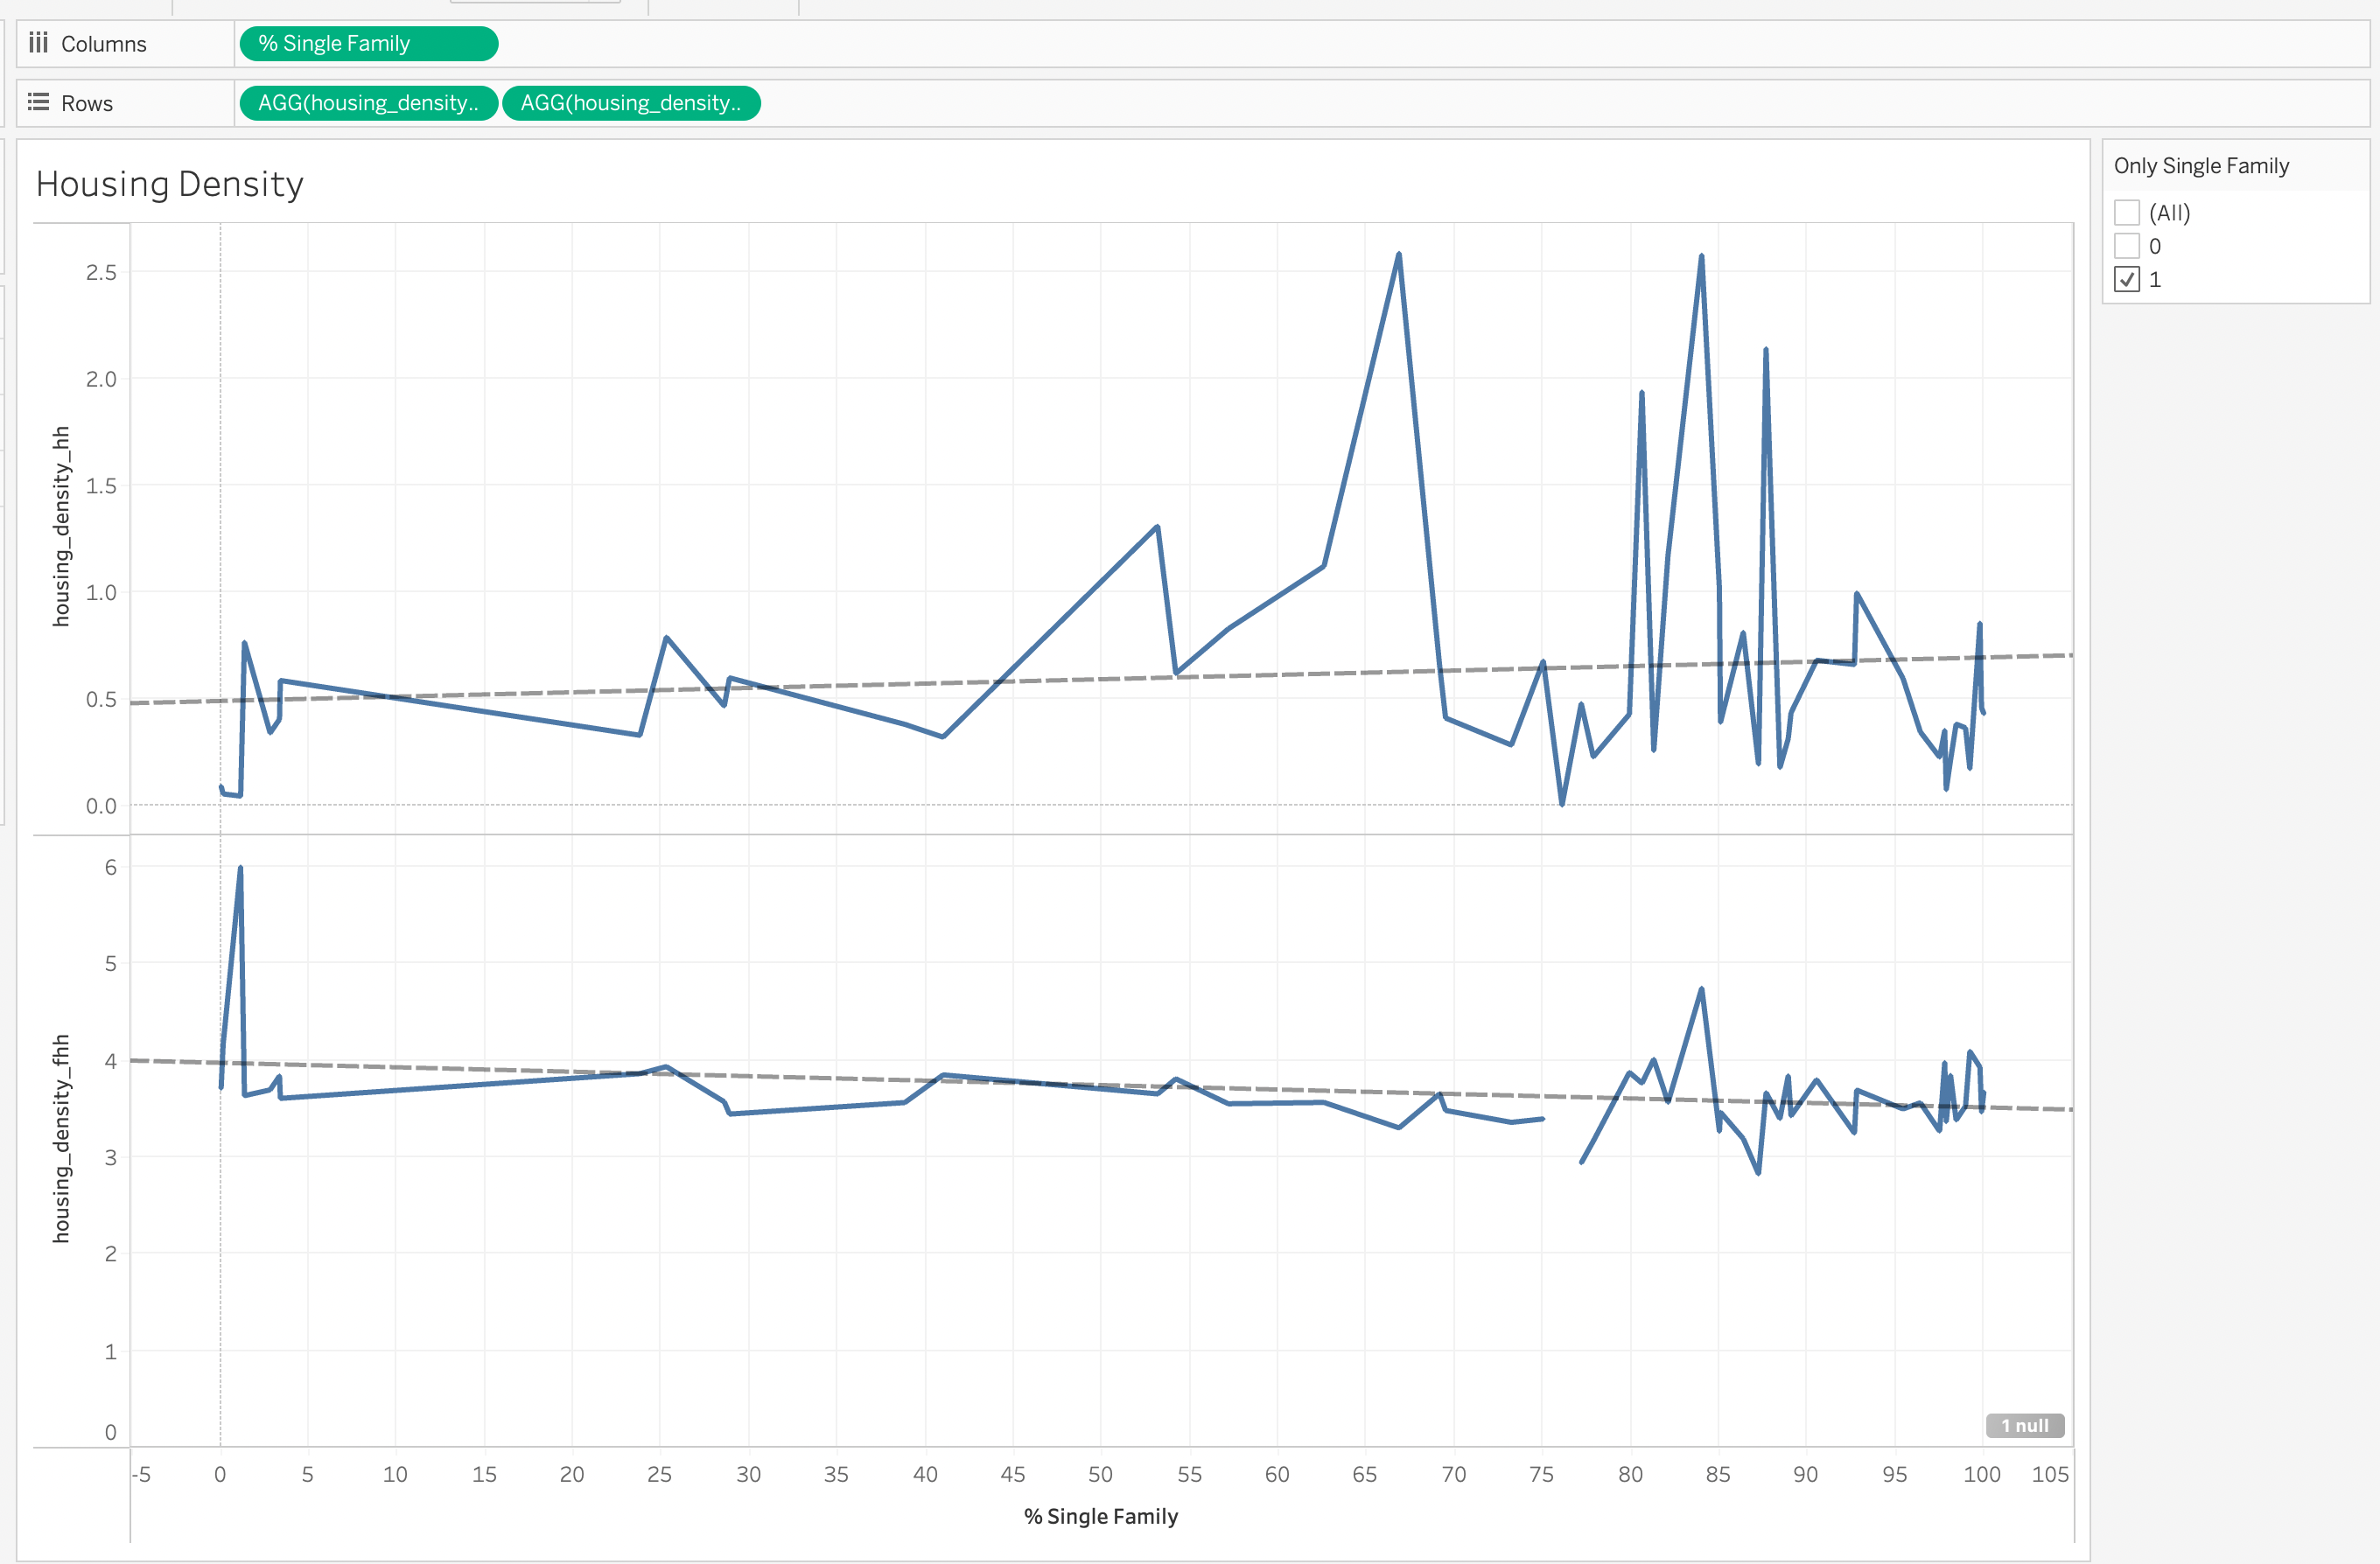 Columns
% Single Family
Rows
AGG(housing_density..
AGG(housing_density..
Housing Density
Only Single Family
(All)
0
1
housing_density_hh
2.5
2.0
1.5
1.0
0.5
0.0
housing_density_fhh
6
5
4
3
2
1
0
1 null
-5 0 5 10 15 20 25 30 35 40 45 50 55 60 65 70 75 80 85 90 95 100 105
% Single Family